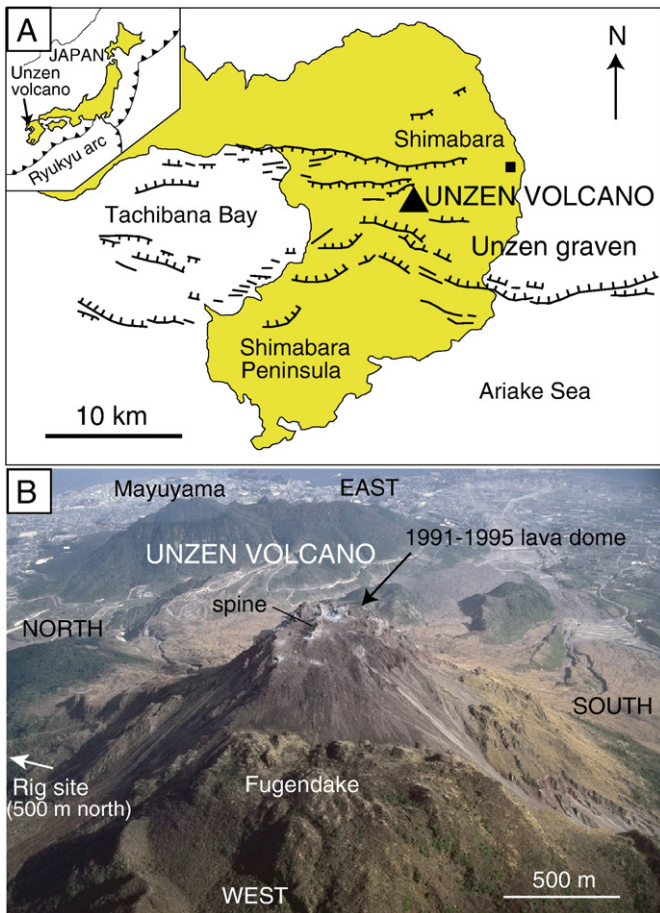 A
JAPAN
Unzen
volcano
Ryukyu arc
N
Shimabara
UNZEN VOLCANO
Tachibana Bay
Unzen graven
Shimabara
Peninsula
Ariake Sea
10 km
B
Mayuyama
EAST
UNZEN VOLCANO
1991-1995 lava dome
spine
NORTH
SOUTH
Rig site
(500 m north)
Fugendake
WEST
500 m